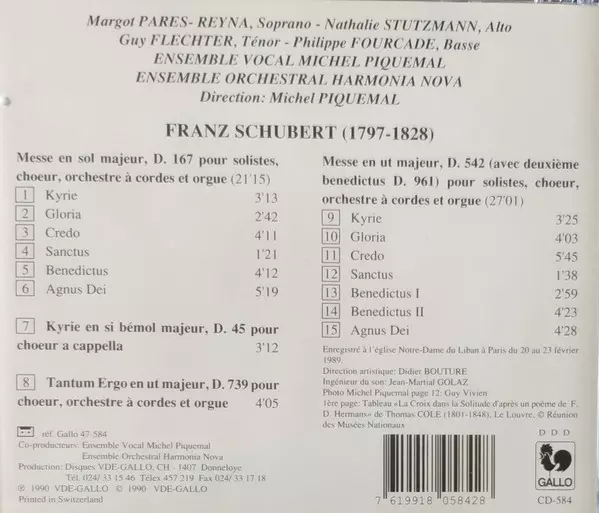 Margot PARES- REYNA, Soprano - Nathalie STUTZMANN, Alto
Guy FLECHTER, Ténor - Philippe FOURCADE, Basse
ENSEMBLE VOCAL MICHEL PIQUEMAL
ENSEMBLE ORCHESTRAL HARMONIA NOVA
Direction: Michel PIQUEMAL
FRANZ SCHUBERT (1797-1828)
Messe en sol majeur, D. 167 pour solistes,
choeur, orchestre à cordes et orgue (21'15)
1 Kyrie 3'13
2 Gloria 2'42
3 Credo 4'11
4 Sanctus 1'21
5 Benedictus 4'12
6 Agnus Dei 5'19
7 Kyrie en si bémol majeur, D. 45 pour
choeur a cappella 3'12
8 Tantum Ergo en ut majeur, D. 739 pour
choeur, orchestre à cordes et orgue 4'05
Messe en ut majeur, D. 542 (avec deuxième
benedictus D. 961) pour solistes, choeur,
orchestre à cordes et orgue (27'01)
9 Kyrie 3'25
10 Gloria 4'03
11 Credo 5'45
12 Sanctus 1'38
13 Benedictus I 2'59
14 Benedictus II 4'23
15 Agnus Dei 4'28
Enregistré à l'église Notre-Dame du Liban à Paris du 20 au 23 février
1989.
Direction artistique: Didier BOUTURE
Ingénieur du son: Jean-Martial GOLAZ
Photo Michel Piquemal page 12: Guy Vivien
1ère page: Tableau «La Croix dans la Solitude d'après un poème de F.
D. Hermans» de Thomas COLE (1801-1848), Le Louvre, © Réunion
des Musées Nationaux
réf. Gallo 47-584
Co-producteurs: Ensemble Vocal Michel Piquemal
Ensemble Orchestral Harmonia Nova
Production: Disques VDE-GALLO, CH - 1407 Donneloye
Tél. 024/ 33 15 46 Télex 457 219 Fax 024/ 33 17 18
℗ 1990 VDE-GALLO © 1990 VDE-GALLO
Printed in Switzerland
7 619918 058428
D D D
GALLO
CD-584